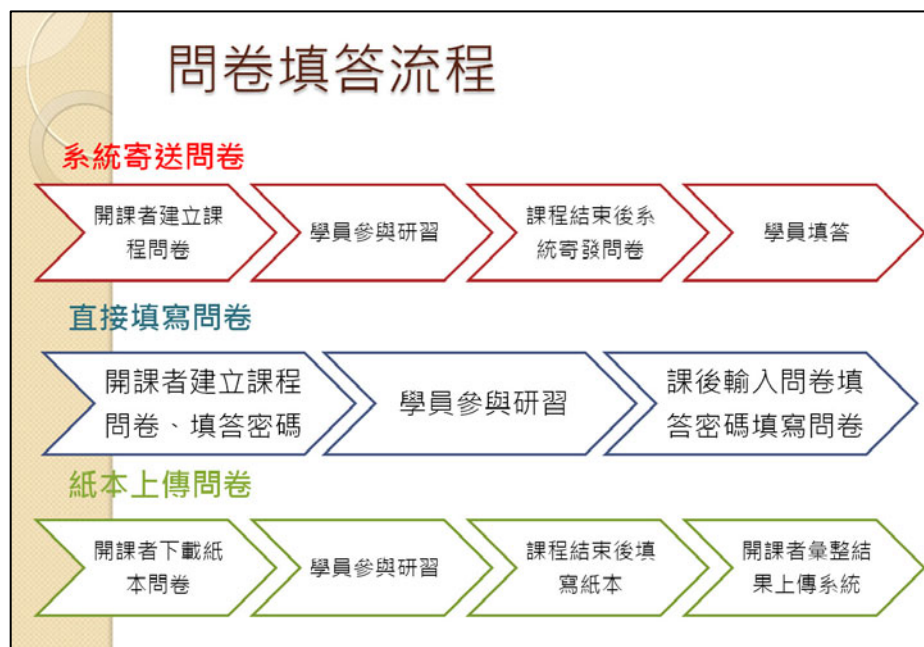 問卷填答流程
系統寄送問卷
開課者建立課
程問卷
學員參與研習
課程結束後系
統寄發問卷
學員填答
直接填寫問卷
開課者建立課程
問卷、填答密碼
學員參與研習
課後輸入問卷填
答密碼填寫問卷
紙本上傳問卷
開課者下載紙
本問卷
學員參與研習
課程結束後填
寫紙本
開課者彙整結
果上傳系統